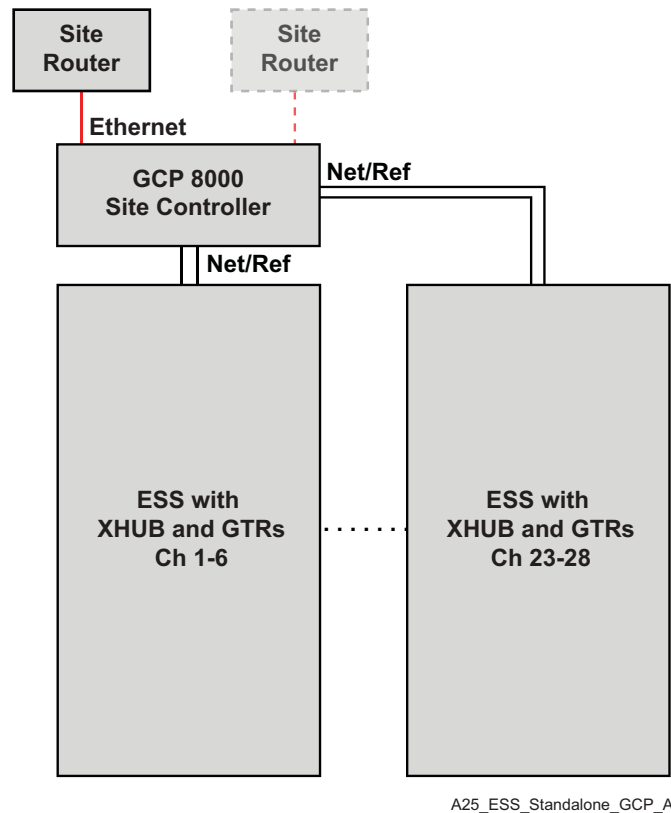 Site
Router
Site
Router
Ethernet
GCP 8000
Site Controller
Net/Ref
Net/Ref
ESS with
XHUB and GTRs
Ch 1-6
ESS with
XHUB and GTRs
Ch 23-28
A25_ESS_Standalone_GCP_A